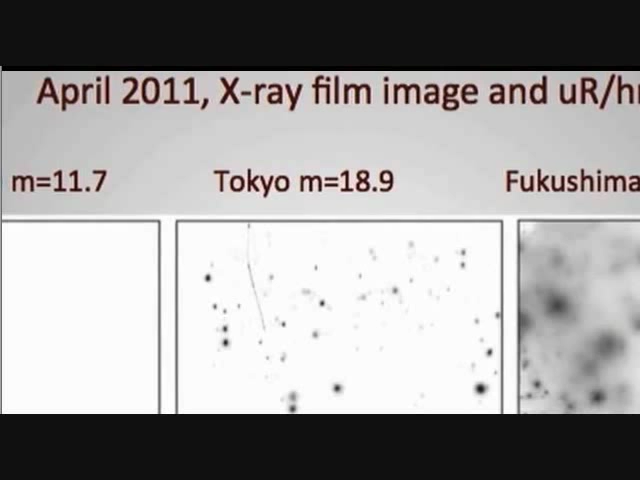 April 2011, X-ray film image and uR/hr
m=11.7
Tokyo m=18.9
Fukushima